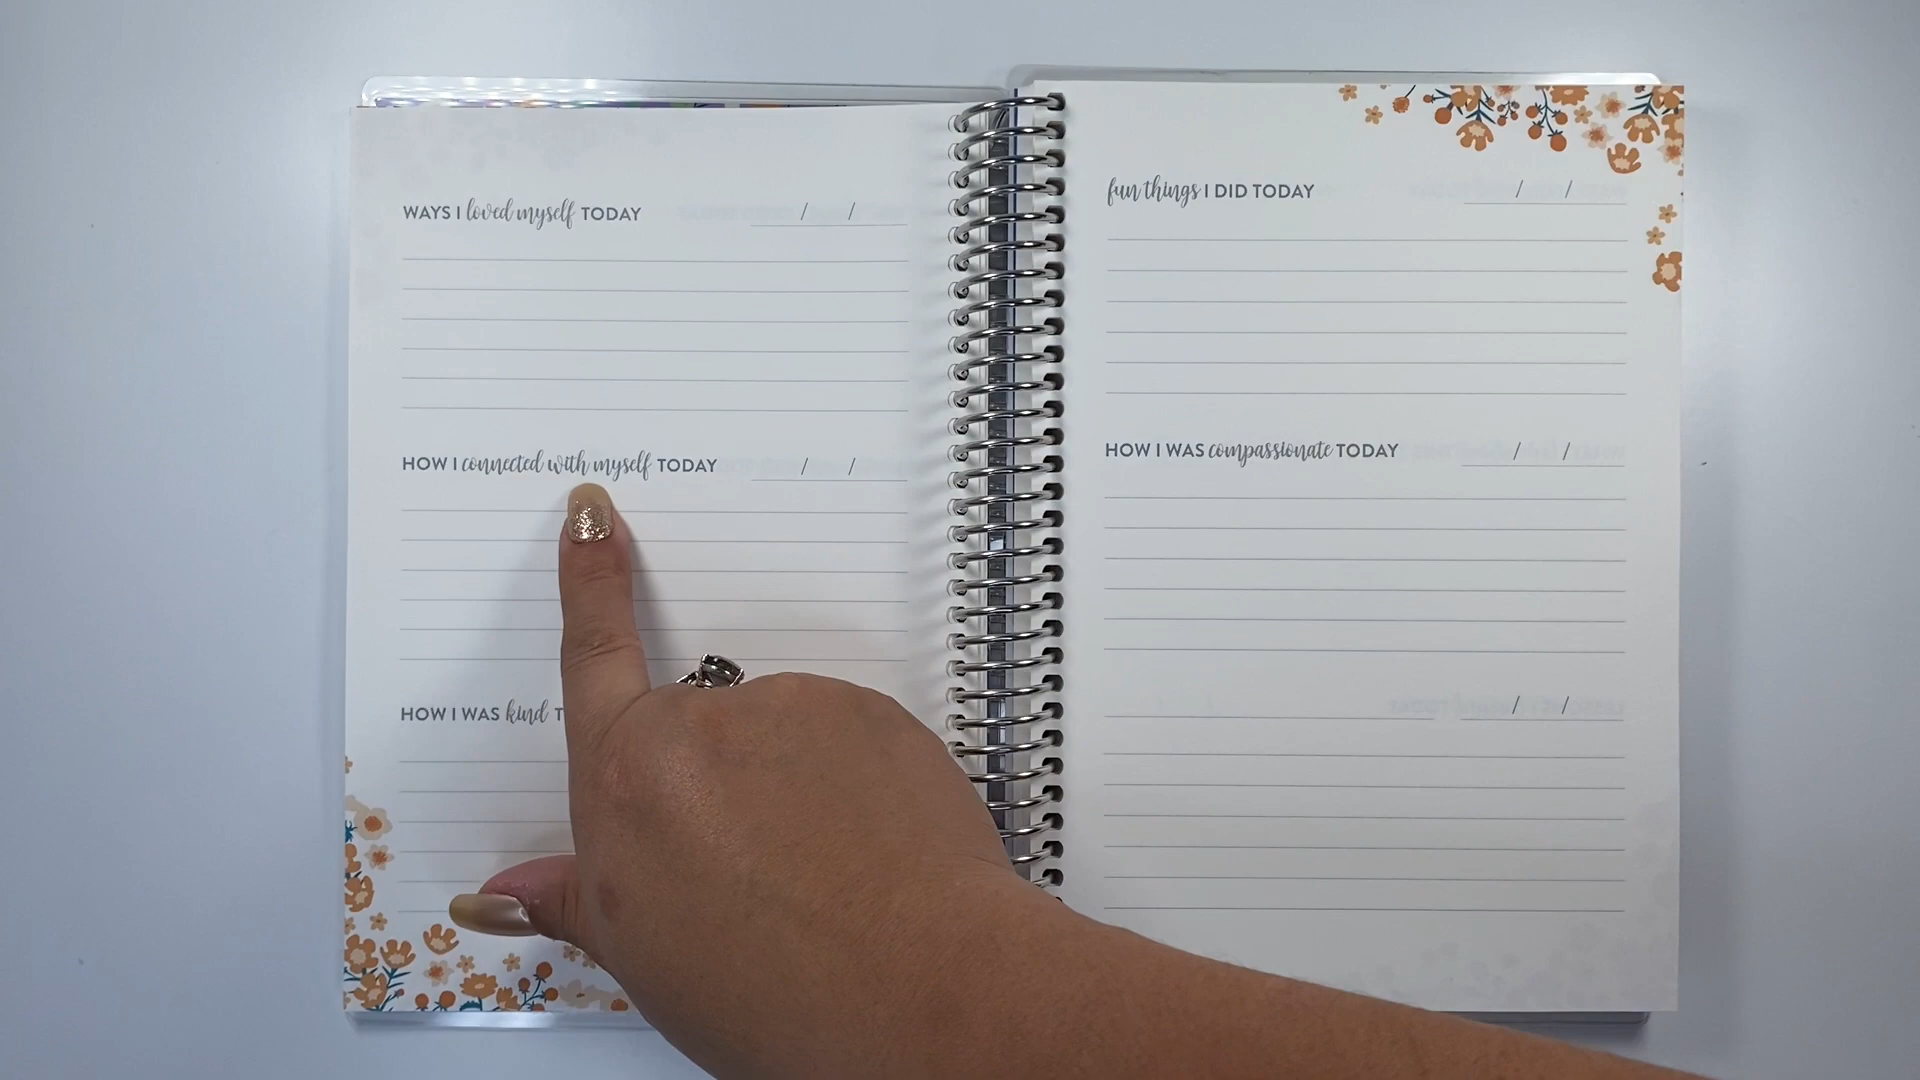 WAYS I loved myself TODAY / /
HOW I connected with myself TODAY / /
HOW I WAS kind T
fun things I DID TODAY / /
HOW I WAS compassionate TODAY / /
/ /